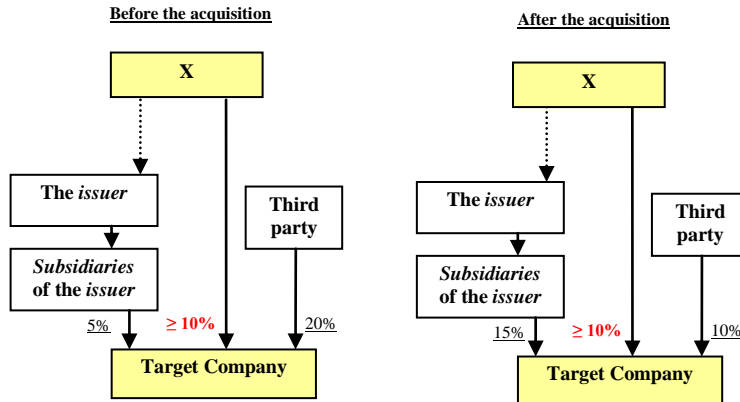 Before the acquisition
X
The issuer
Third
party
Subsidiaries
of the issuer
5%
≥ 10%
20%
Target Company
After the acquisition
X
The issuer
Third
party
Subsidiaries
of the issuer
15%
≥ 10%
10%
Target Company